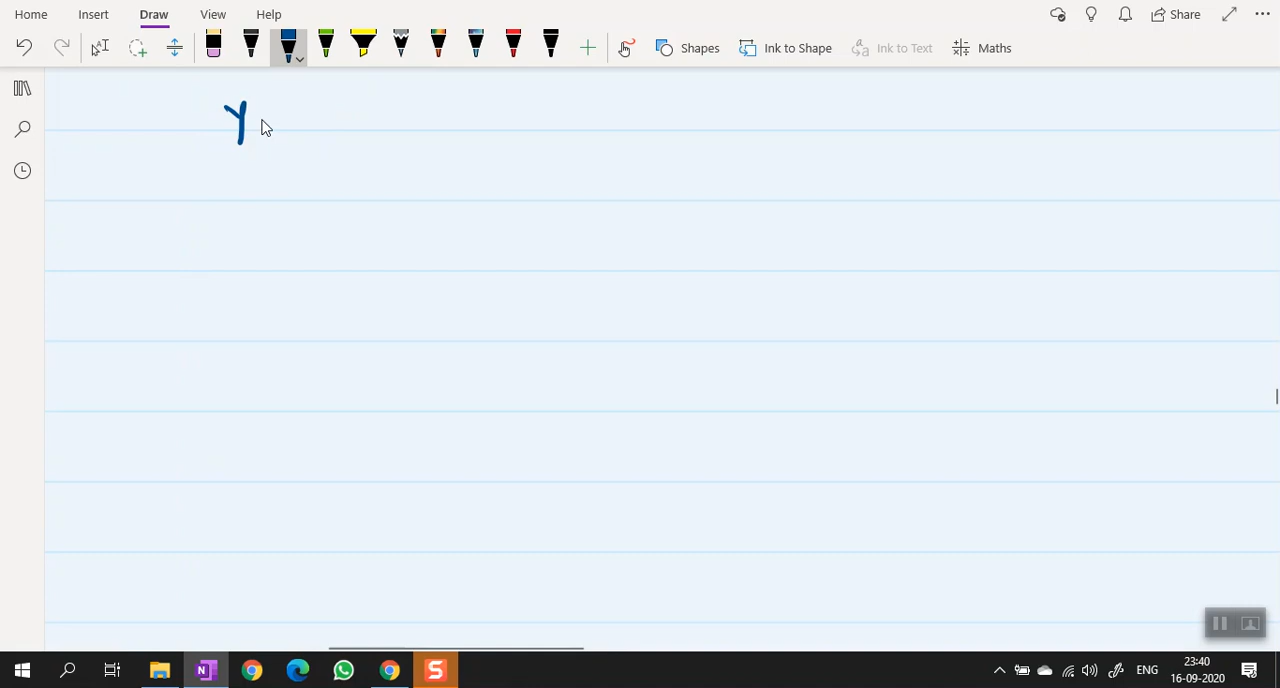 Home Insert Draw View Help Share
Shapes Ink to Shape Ink to Text Maths
Y
ENG 23:40
16-09-2020